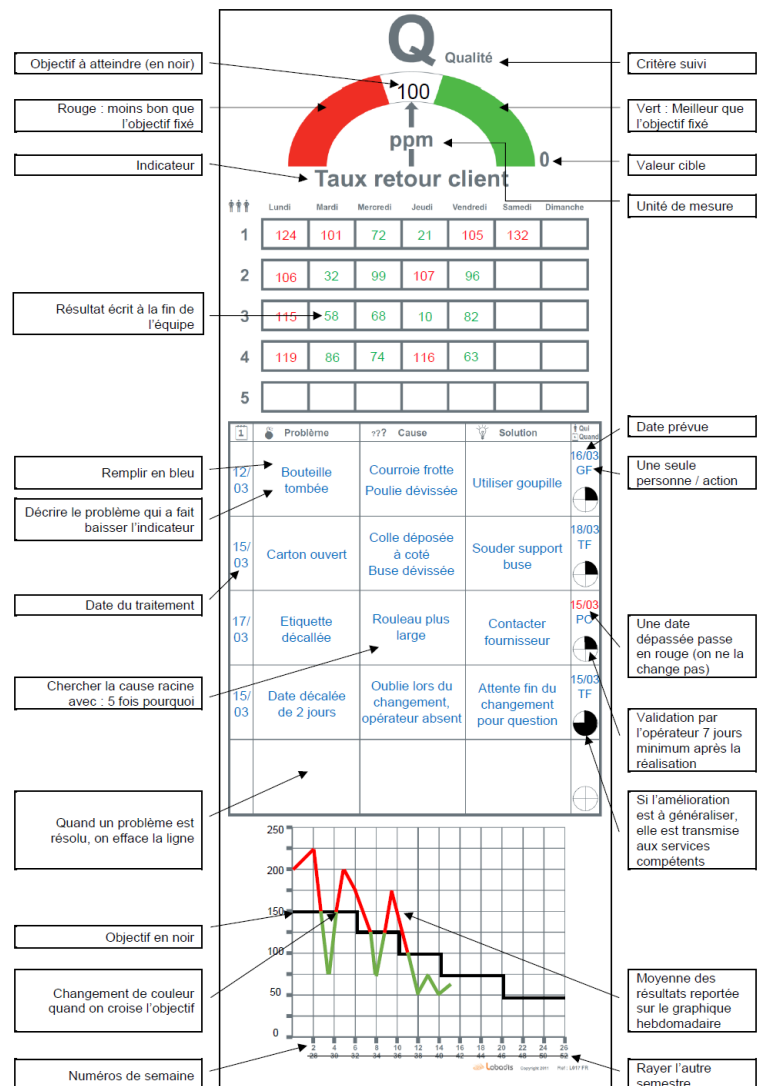 Q
Qualité
Objectif à atteindre (en noir)
Critère suivi
100
Rouge : moins bon que
l'objectif fixé
Vert : Meilleur que
l'objectif fixé
ppm
Indicateur
0
Valeur cible
Taux retour client
Unité de mesure
Lundi Mardi Mercredi Jeudi Vendredi Samedi Dimanche
1 124 101 72 21 105 132
2 106 32 99 107 96
Résultat écrit à la fin de
l'équipe
3 115 58 68 10 82
4 119 86 74 116 63
5
1 Problème ??? Cause Solution Qui
1 Quand
Date prévue
Remplir en bleu
Une seule
personne / action
12/
03
Bouteille
tombée
Courroie frotte
Poulie dévissée
Utiliser goupille
16/03
GF
Décrire le problème qui a fait
baisser l'indicateur
15/
03
Carton ouvert
Colle déposée
à coté
Buse dévissée
Souder support
buse
18/03
TF
Date du traitement
17/
03
Etiquette
décallée
Rouleau plus
large
Contacter
fournisseur
15/03
PO
Une date
dépassée passe
en rouge (on ne la
change pas)
Chercher la cause racine
avec : 5 fois pourquoi
15/
03
Date décalée
de 2 jours
Oublie lors du
changement,
opérateur absent
Attente fin du
changement
pour question
15/03
TF
Validation par
l'opérateur 7 jours
minimum après la
réalisation
Quand un problème est
résolu, on efface la ligne
Si l'amélioration
est à généraliser,
elle est transmise
aux services
compétents
250
200
150
100
50
0
Objectif en noir
Changement de couleur
quand on croise l'objectif
Moyenne des
résultats reportée
sur le graphique
hebdomadaire
Numéros de semaine
2 4 6 8 10 12 14 16 18 20 22 24 26
28 30 32 34 36 38 40 42 44 46 48 50 52
Rayer l'autre
semestre
Labadis Copyright 2011